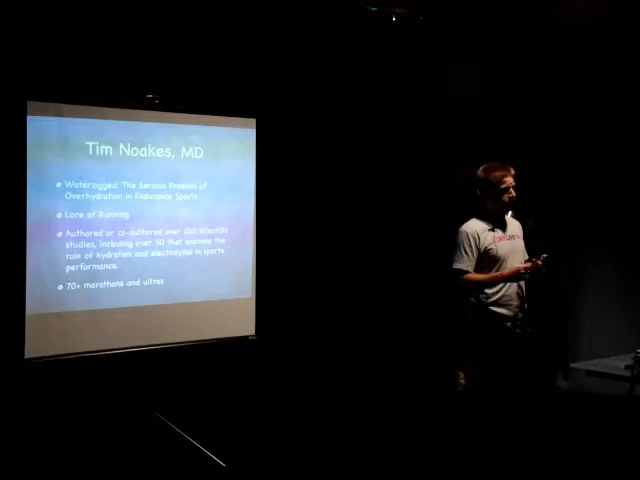 Tim Noakes, MD
Waterlogged: The Serious Problem of
Overhydration in Endurance Sports
Lore of Running
Authored or co-authored over 250 scientific
studies, including over 50 that examine the
role of hydration and electrolytes in sports
performance.
70+ marathons and ultras